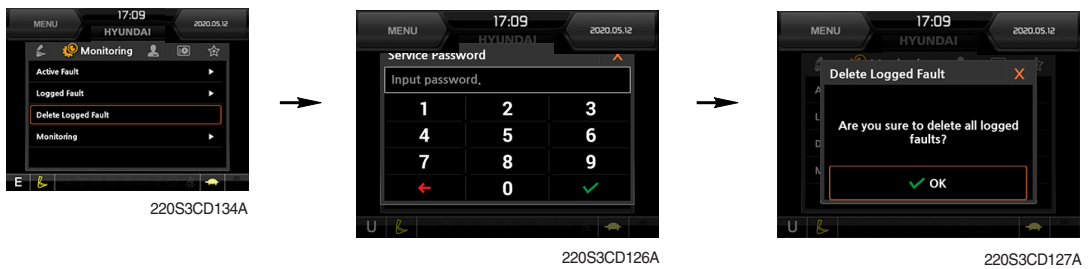 MENU
17:09
2020.05.12
HYUNDAI
Monitoring
Active Fault
Logged Fault
Delete Logged Fault
Monitoring
E
220S3CD134A
MENU
17:09
2020.05.12
HYUNDAI
Service Password
X
Input password.
1 2 3
4 5 6
7 8 9
0
U
220S3CD126A
MENU
17:09
2020.05.12
HYUNDAI
Delete Logged Fault X
Are you sure to delete all logged
faults?
OK
U
220S3CD127A